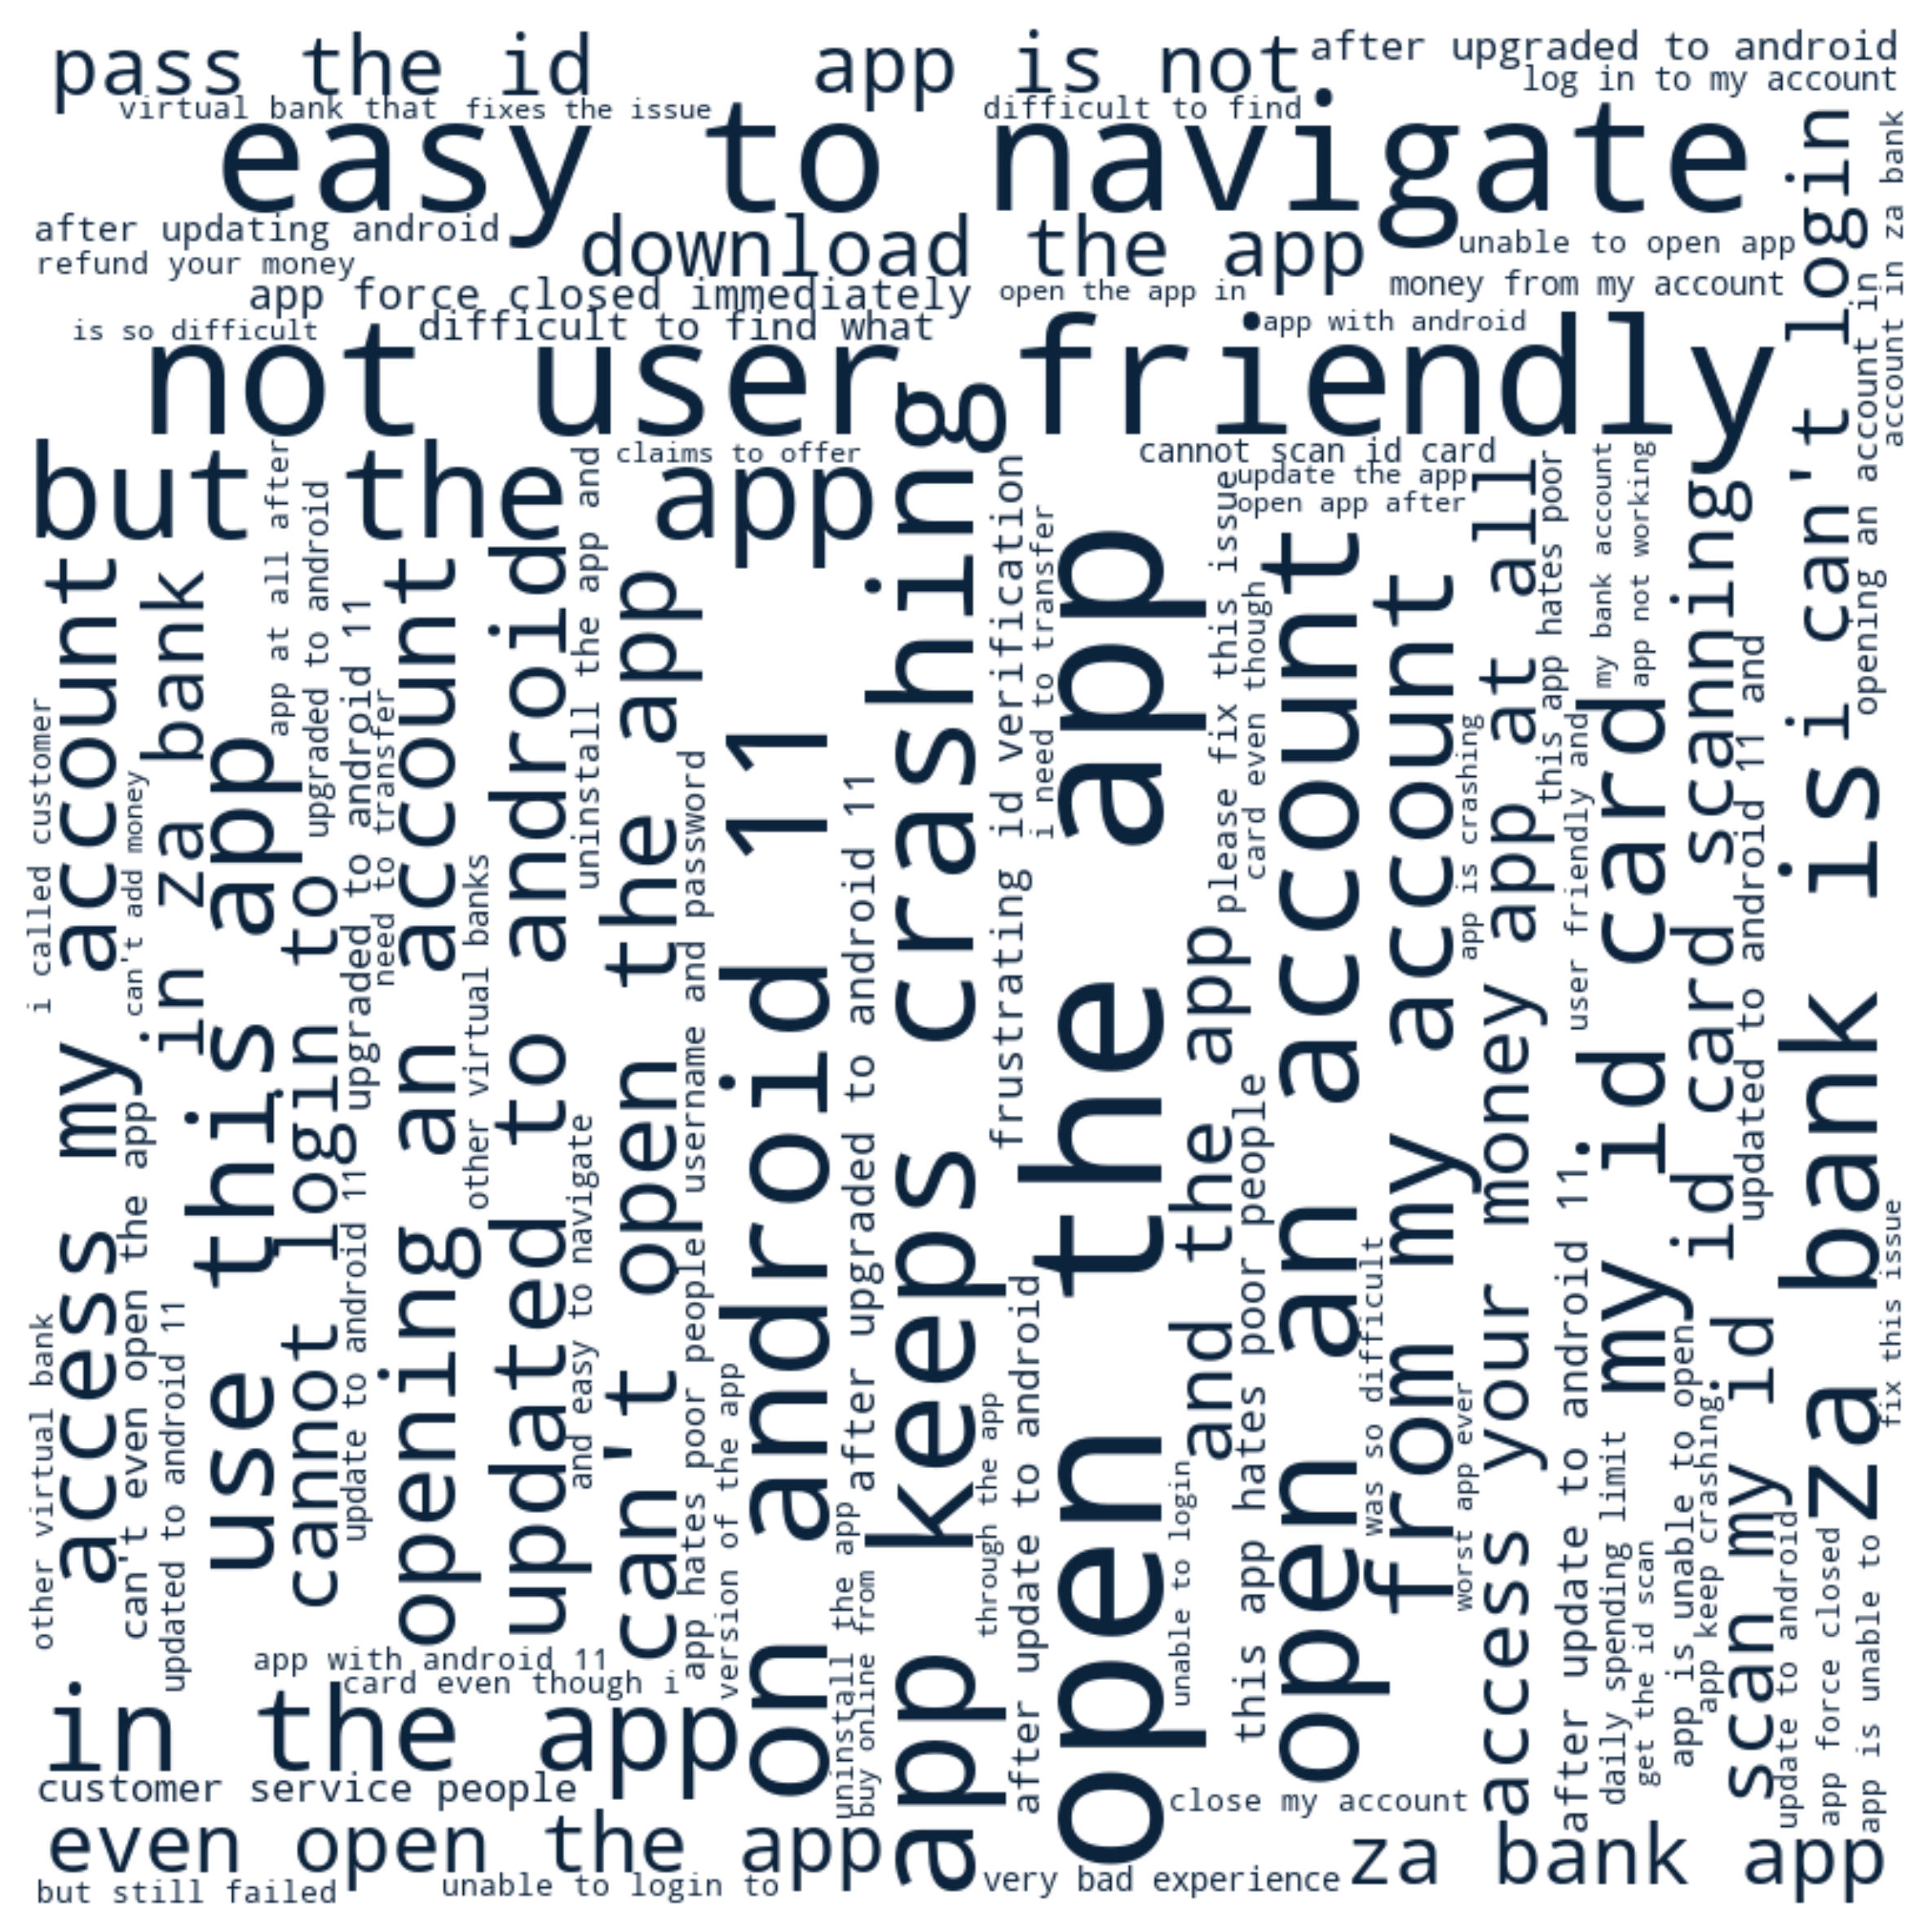 pass the id
app is not
after upgraded to android
log in to my account
virtual bank that
fixes the issue
difficult to find
easy to navigate
after updating android
download the app
unable to open app
refund your money
app force closed immediately
open the app in
money from my account
is so difficult
difficult to find what
app with android
not user friendly
but the app
claims to offer
cannot scan id card
update the app
open app after
i called customer
other virtual bank
access my account
can't add money
can't even open the app
in za bank
updated to android 11
use this app
app at all after
cannot login to
upgraded to android
upgraded to android 11
update to android 11
need to transfer
opening an account
other virtual banks
updated to android
uninstall the app and
and easy to navigate
can't open the app
username and password
app hates poor people
version of the app
on android 11
after upgraded to android 11
uninstall the app
buy online from
app keeps crashing
frustrating id verification
through the app
i need to transfer
after update to android
open the app
and the app
unable to login
please fix this issue
card even though
this app hates poor people
open an account
was so difficult
from my account
app is crashing
worst app ever
app at all
access your money
this app hates poor
user friendly and
after update to android 11
my bank account
app not working
my id card
daily spending limit
get the id scan
id card scanning
app is unable to open
app keep crashing
updated to android 11 and
scan my id
update to android
i can't login
za bank is
app force closed
opening an account in
app is unable to
account in za bank
fix this issue
app with android 11
card even though i
in the app
customer service people
close my account
even open the app
za bank app
but still failed
unable to login to
very bad experience